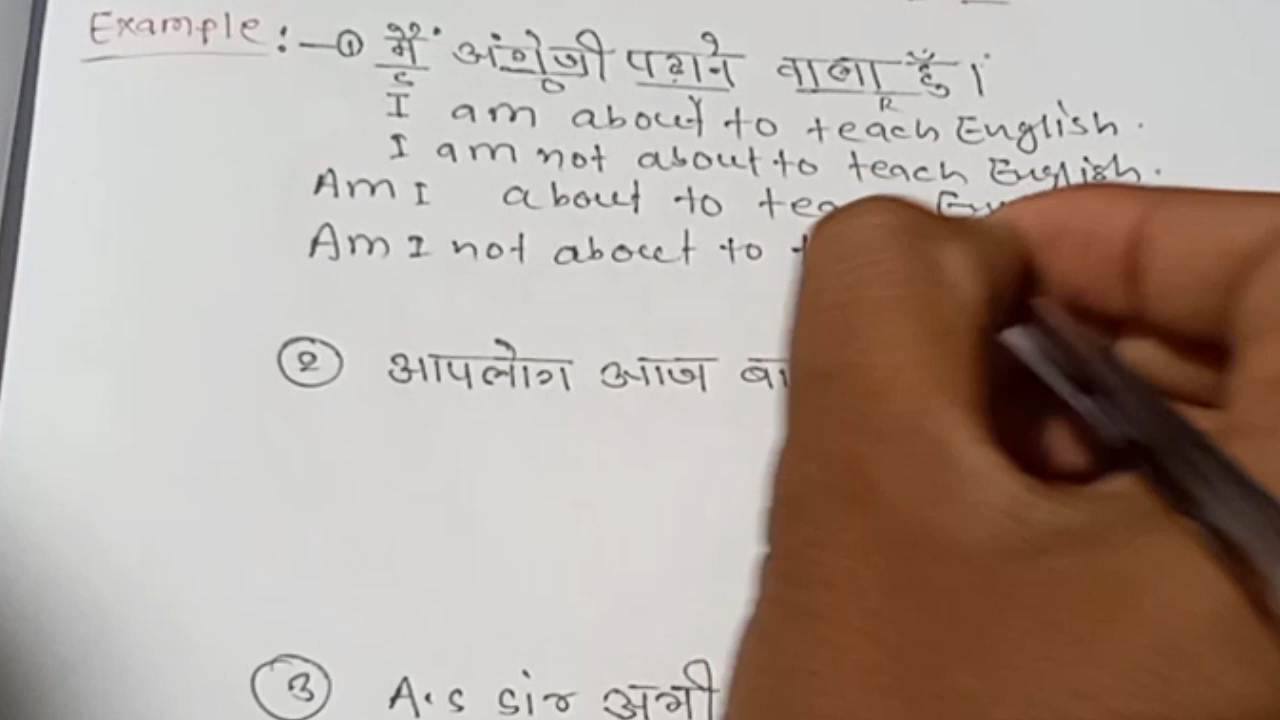 Example :- ① मैं अंग्रेजी पढ़ाने वाला हूँ।
S O V R
I am about to teach English.
I am not about to teach English.
Am I about to
Am I not about to
② आपलोग आज
③ A.s sir अभी